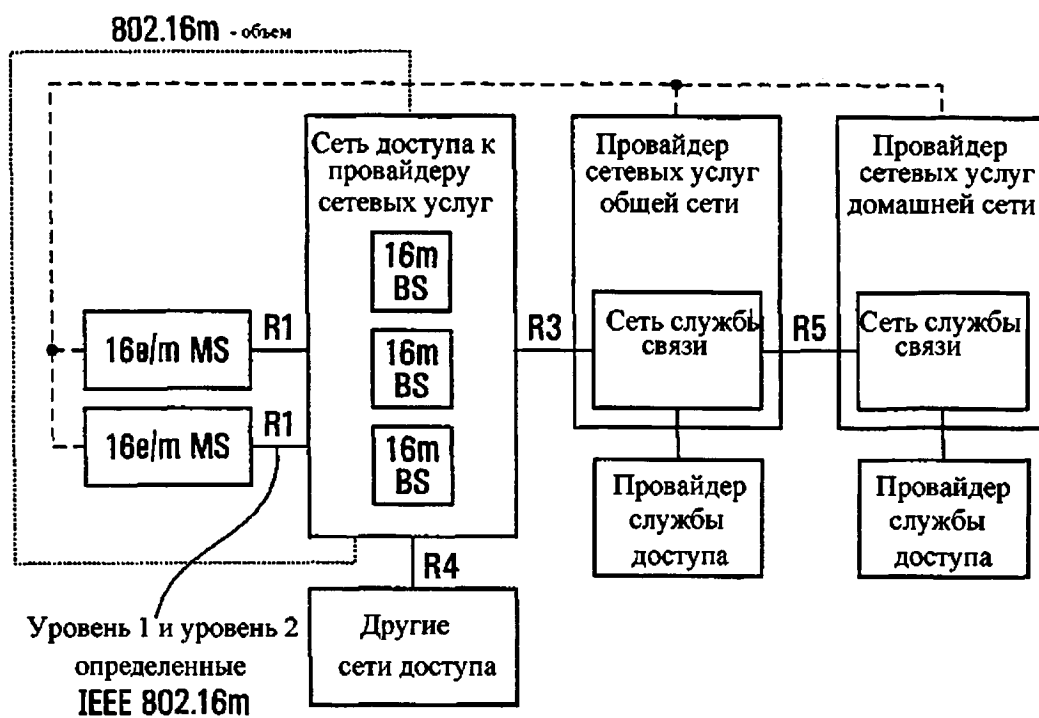 802.16m - объем
Сеть доступа к
провайдеру
сетевых услуг
16m
BS
16m
BS
16m
BS
Провайдер
сетевых услуг
общей сети
Провайдер
сетевых услуг
домашней сети
16e/m MS
R1
16e/m MS
R1
R3
Сеть службы
связи
R5
Сеть службы
связи
Провайдер
службы
доступа
Провайдер
службы
доступа
R4
Другие
сети доступа
Уровень 1 и уровень 2
определенные
IEEE 802.16m